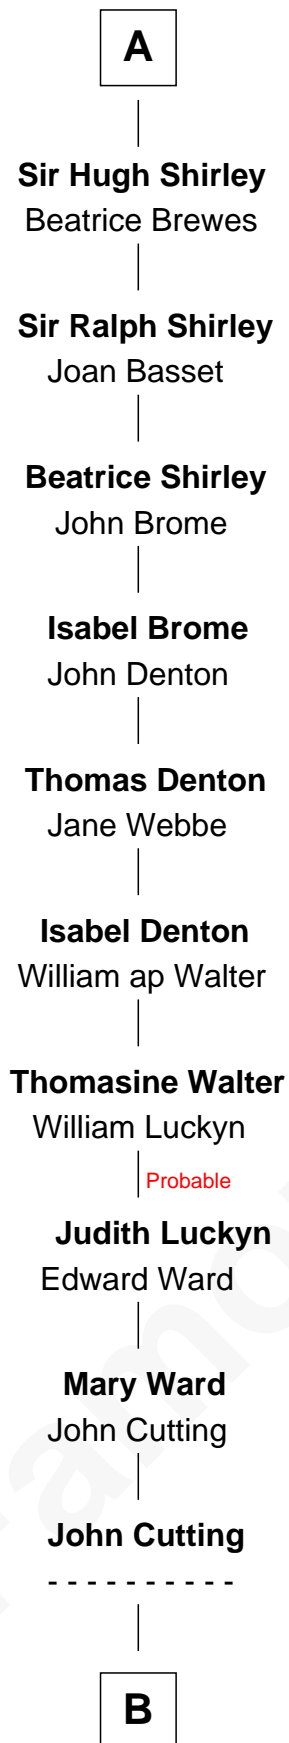 A
Sir Hugh Shirley
Beatrice Brewes
Sir Ralph Shirley
Joan Basset
Beatrice Shirley
John Brome
Isabel Brome
John Denton
Thomas Denton
Jane Webbe
Isabel Denton
William ap Walter
Thomasine Walter
William Luckyn
Probable
Judith Luckyn
Edward Ward
Mary Ward
John Cutting
John Cutting
- - - - - - - - - -
B